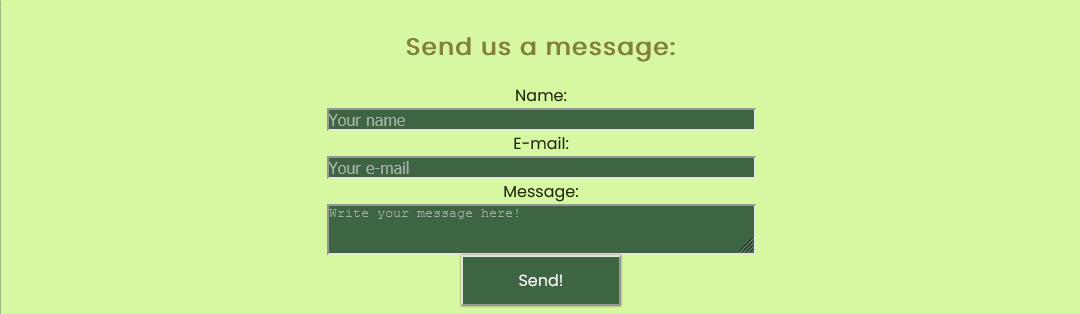 Send us a message:
Name:
Your name
E-mail:
Your e-mail
Message:
Write your message here!
Send!